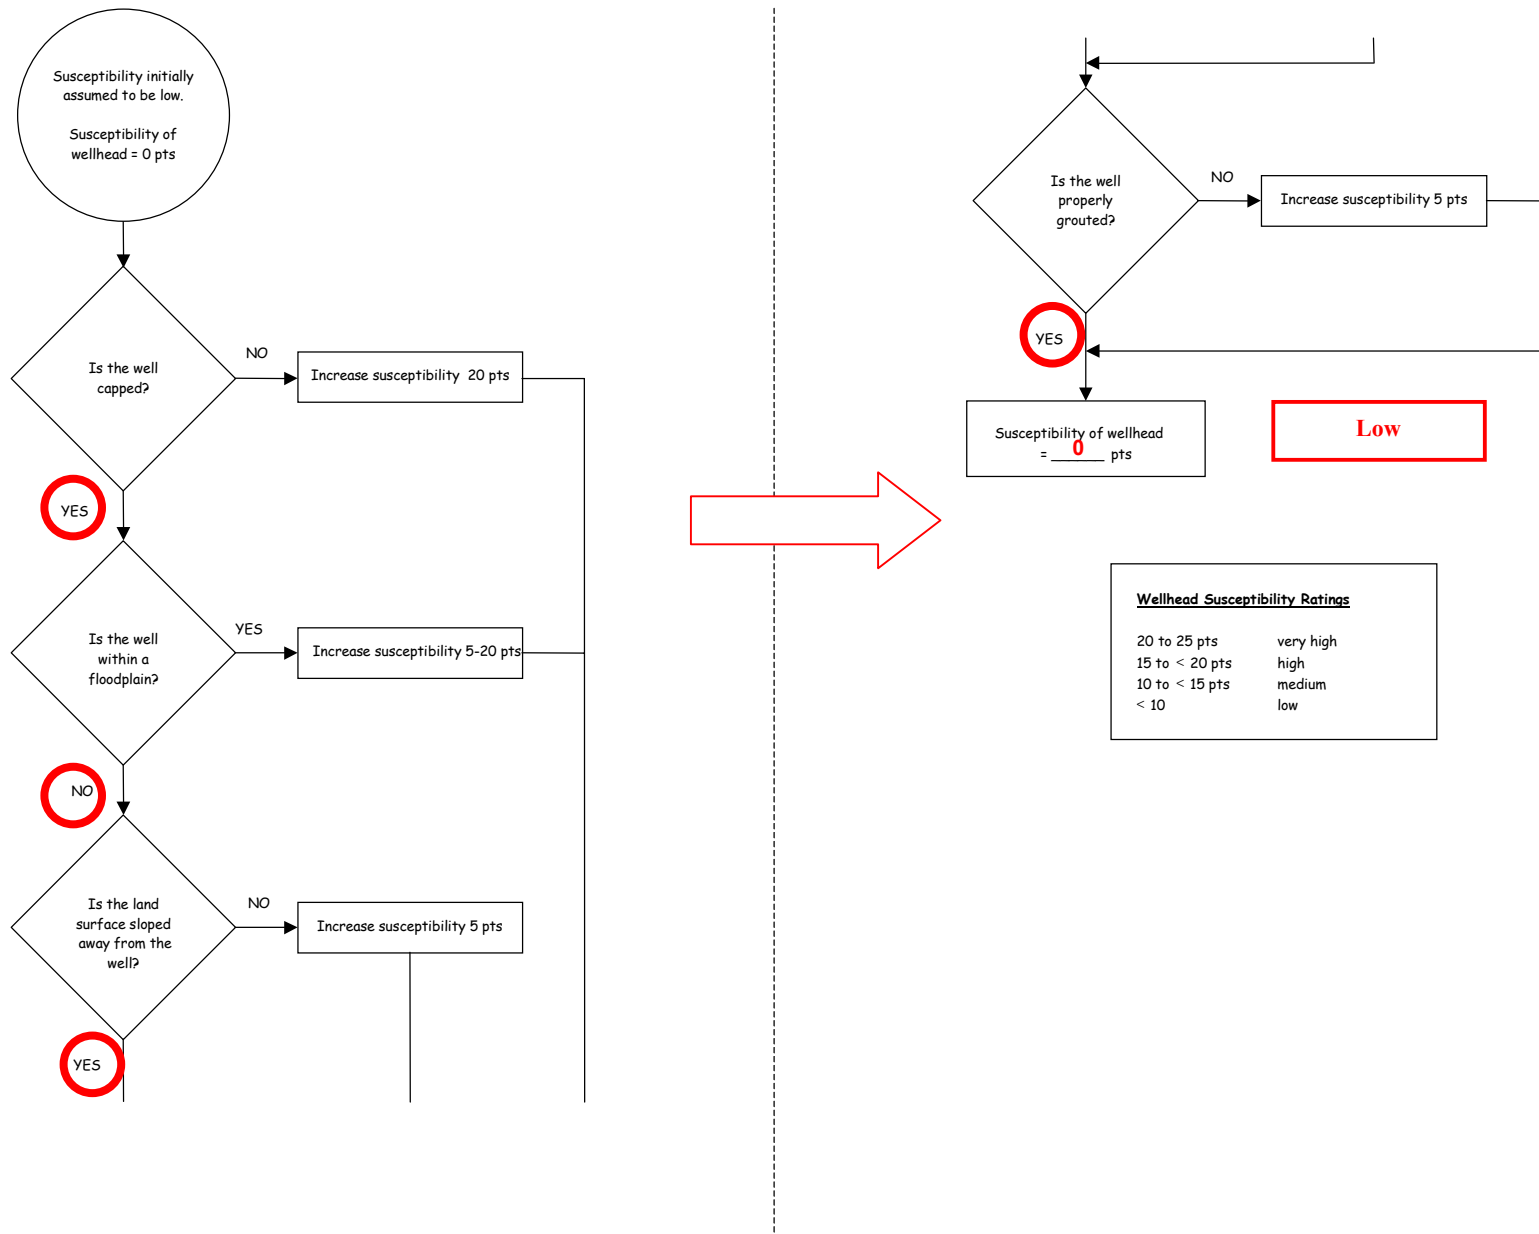 Susceptibility initially
assumed to be low.
Susceptibility of
wellhead = 0 pts
Is the well
capped?
NO
Increase susceptibility  20 pts
YES
Is the well
within a
floodplain?
YES
Increase susceptibility 5-20 pts
NO
Is the land
surface sloped
away from the
well?
NO
Increase susceptibility 5 pts
YES
Is the well
properly
grouted?
NO
Increase susceptibility 5 pts
YES
Susceptibility of wellhead
= ______ pts
0
Low
Wellhead Susceptibility Ratings
20 to 25 pts very high
15 to < 20 pts high
10 to < 15 pts medium
< 10 low